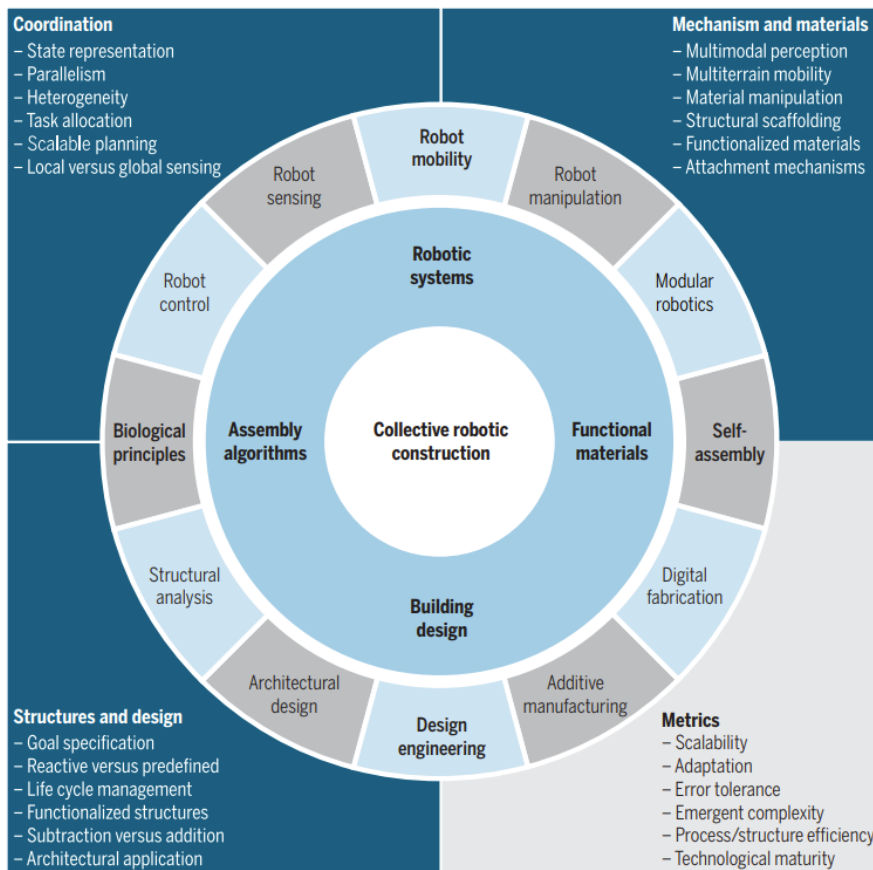 Coordination
– State representation
– Parallelism
– Heterogeneity
– Task allocation
– Scalable planning
– Local versus global sensing
Mechanism and materials
– Multimodal perception
– Multiterrain mobility
– Material manipulation
– Structural scaffolding
– Functionalized materials
– Attachment mechanisms
Robot
mobility
Robot
sensing
Robot
manipulation
Robot
control
Modular
robotics
Robotic
systems
Biological
principles
Assembly
algorithms
Collective robotic
construction
Functional
materials
Self-
assembly
Structural
analysis
Digital
fabrication
Building
design
Architectural
design
Additive
manufacturing
Design
engineering
Structures and design
– Goal specification
– Reactive versus predefined
– Life cycle management
– Functionalized structures
– Subtraction versus addition
– Architectural application
Metrics
– Scalability
– Adaptation
– Error tolerance
– Emergent complexity
– Process/structure efficiency
– Technological maturity